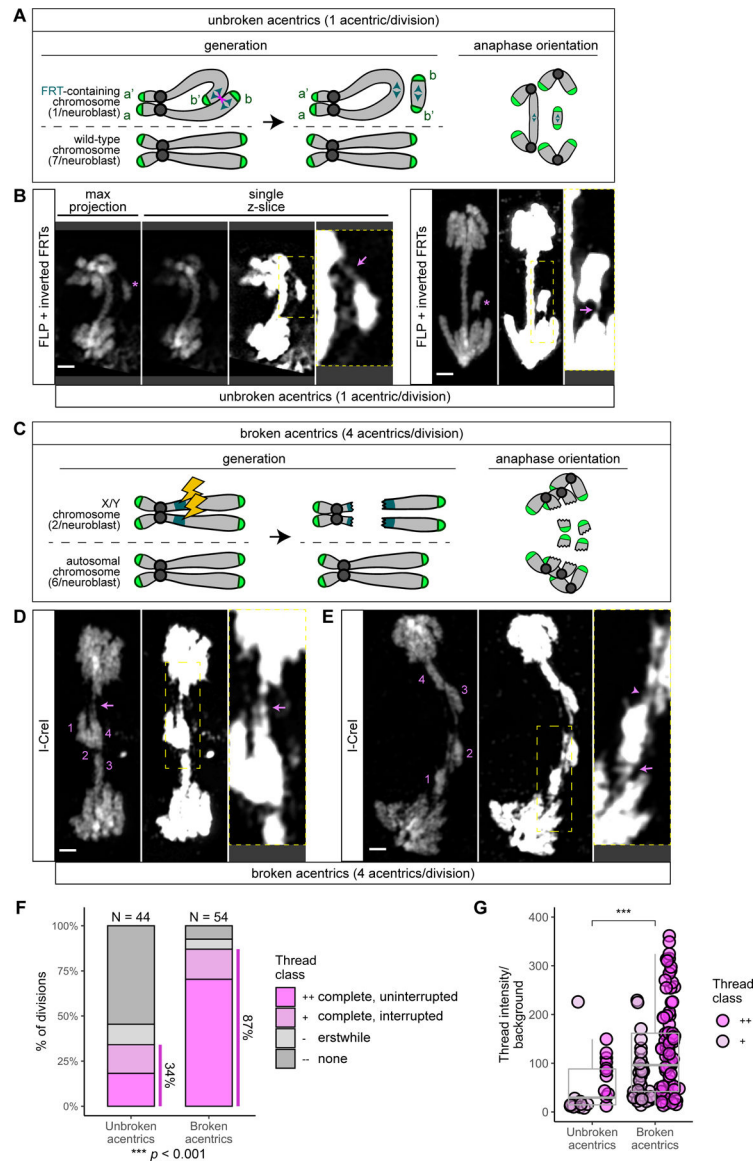 A
unbroken acentrics (1 acentric/division)
generation
anaphase orientation
FRT-containing
chromosome
(1/neuroblast)
a'
a
b'
b
a'
a
b
b'
wild-type
chromosome
(7/neuroblast)
B
max
projection
single
z-slice
FLP + inverted FRTs
*
FLP + inverted FRTs
*
unbroken acentrics (1 acentric/division)
C
broken acentrics (4 acentrics/division)
generation
anaphase orientation
X/Y
chromosome
(2/neuroblast)
autosomal
chromosome
(6/neuroblast)
D
I-CreI
1
4
2
3
E
I-CreI
4
3
2
1
broken acentrics (4 acentrics/division)
F
N = 44
N = 54
100%
75%
50%
25%
0%
% of divisions
34%
87%
Unbroken
acentrics
Broken
acentrics
*** p < 0.001
Thread
class
++ complete, uninterrupted
+ complete, interrupted
- erstwhile
-- none
G
***
400
300
200
100
0
Thread intensity/
background
Unbroken
acentrics
Broken
acentrics
Thread
class
++
+